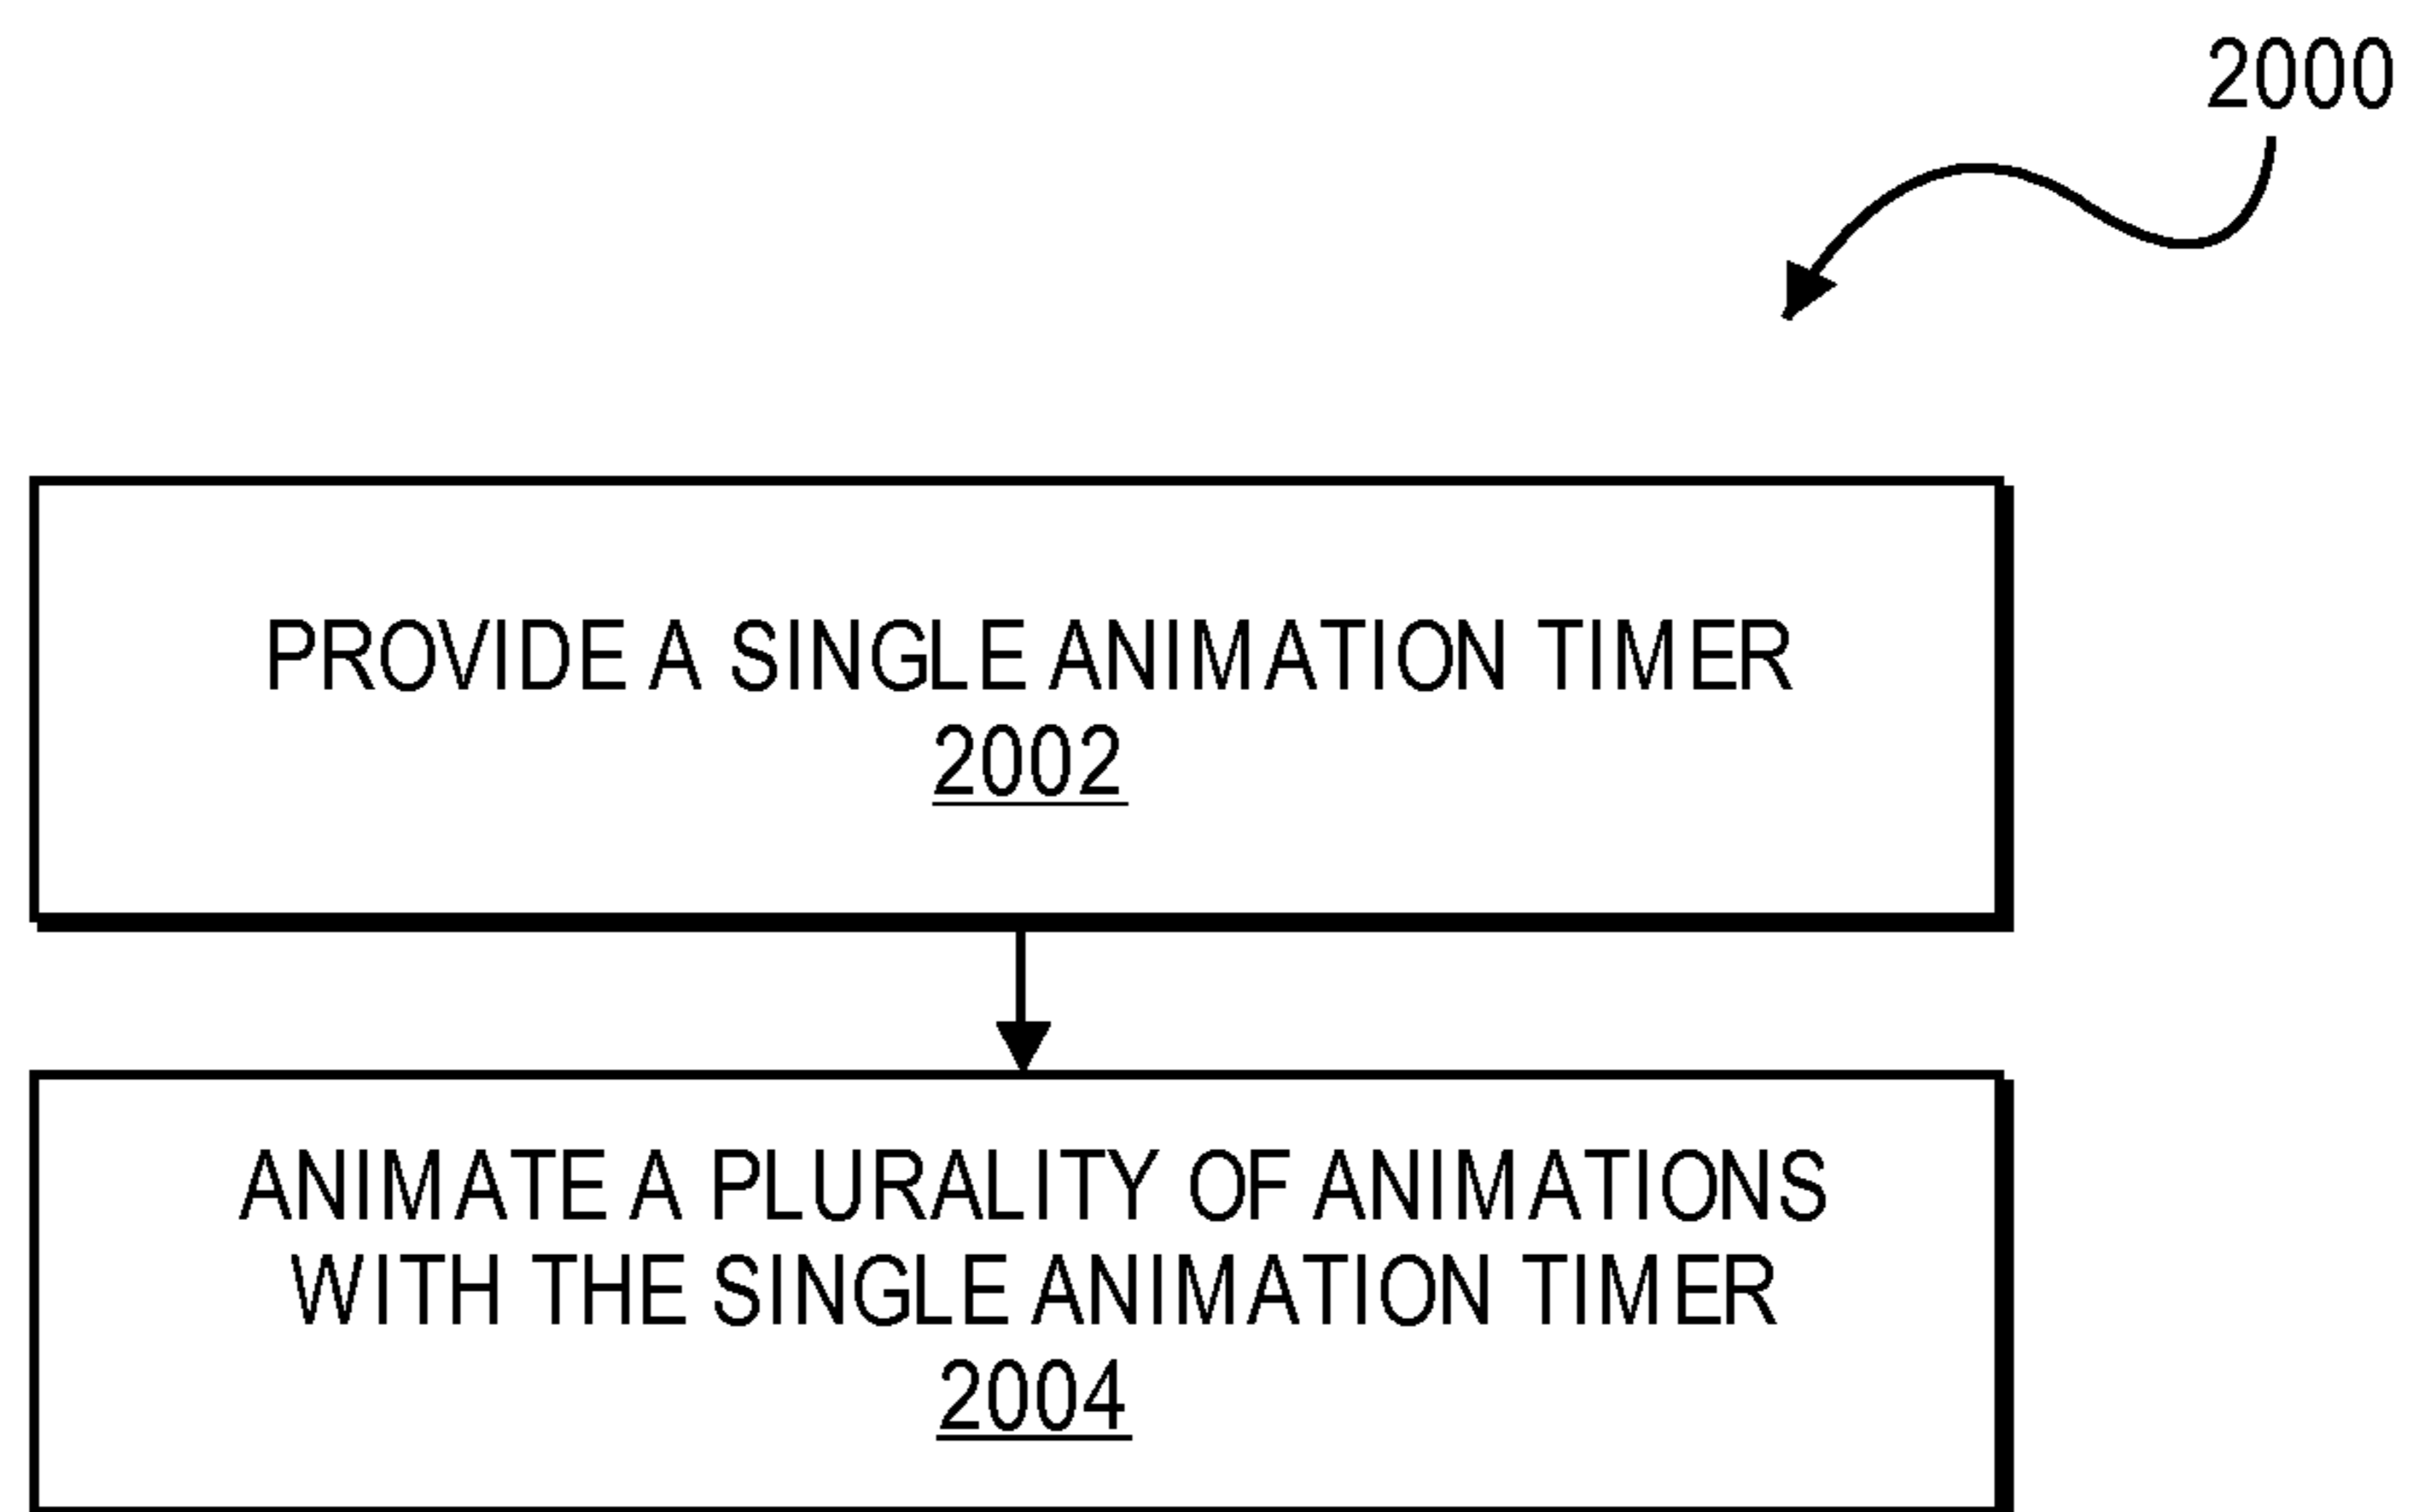 2000
PROVIDE A SINGLE ANIMATION TIMER
2002
ANIMATE A PLURALITY OF ANIMATIONS
WITH THE SINGLE ANIMATION TIMER
2004